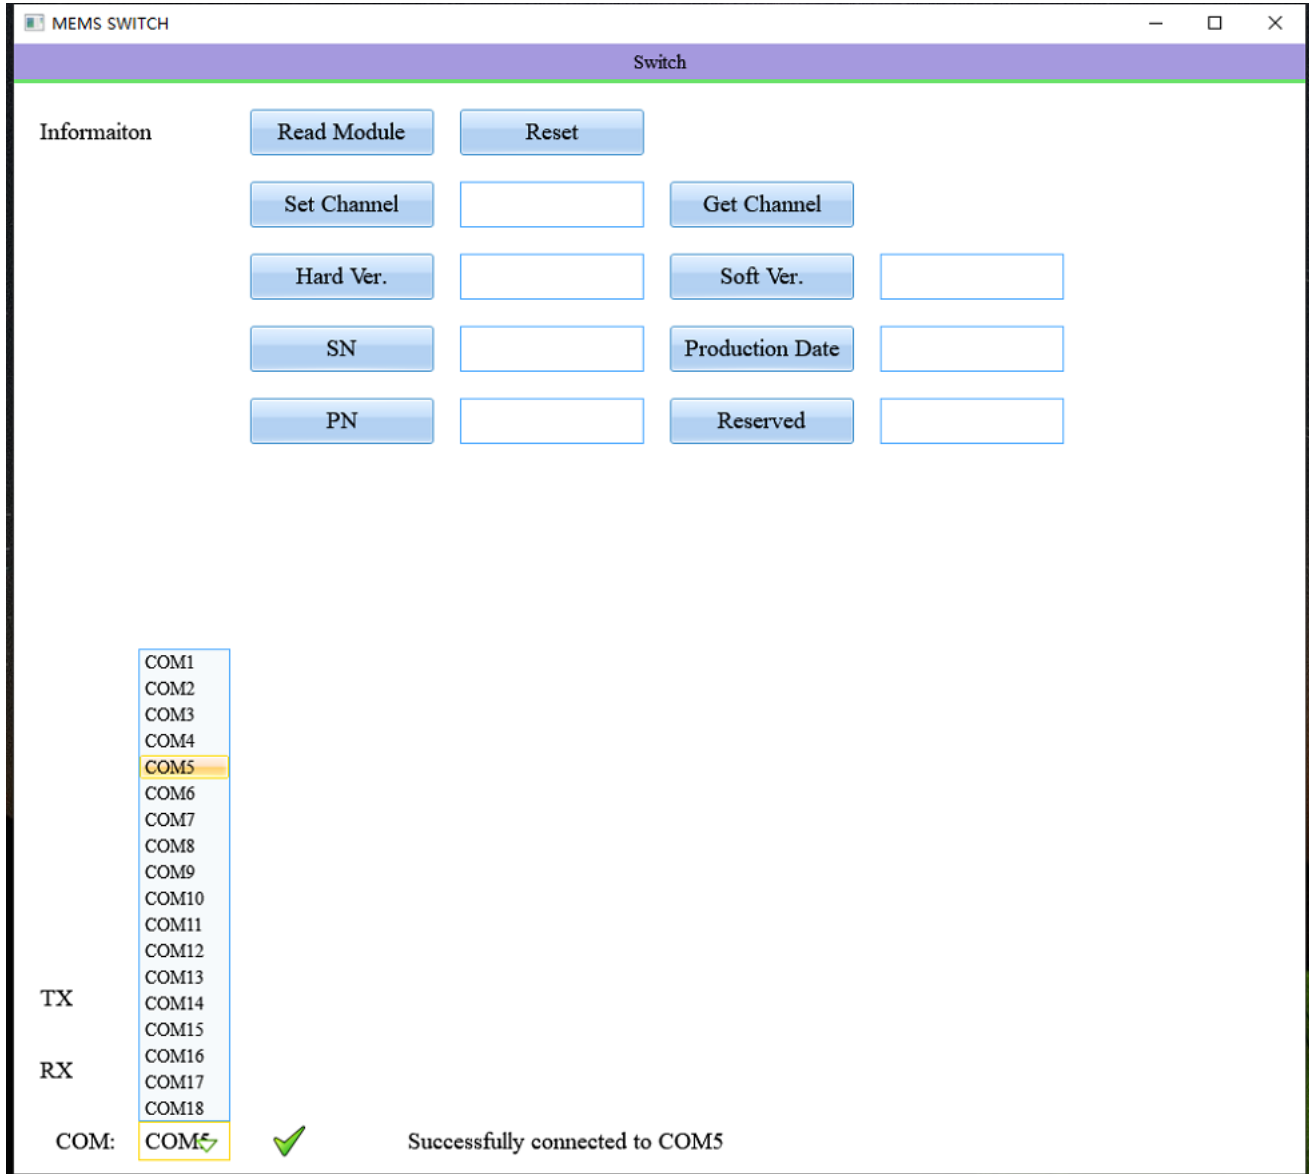 MEMS SWITCH
Switch
Informaiton Read Module Reset
Set Channel Get Channel
Hard Ver. Soft Ver.
SN Production Date
PN Reserved
COM1
COM2
COM3
COM4
COM5
COM6
COM7
COM8
COM9
COM10
COM11
COM12
COM13
TX
COM14
COM15
COM16
RX
COM17
COM18
COM: COM5 Successfully connected to COM5